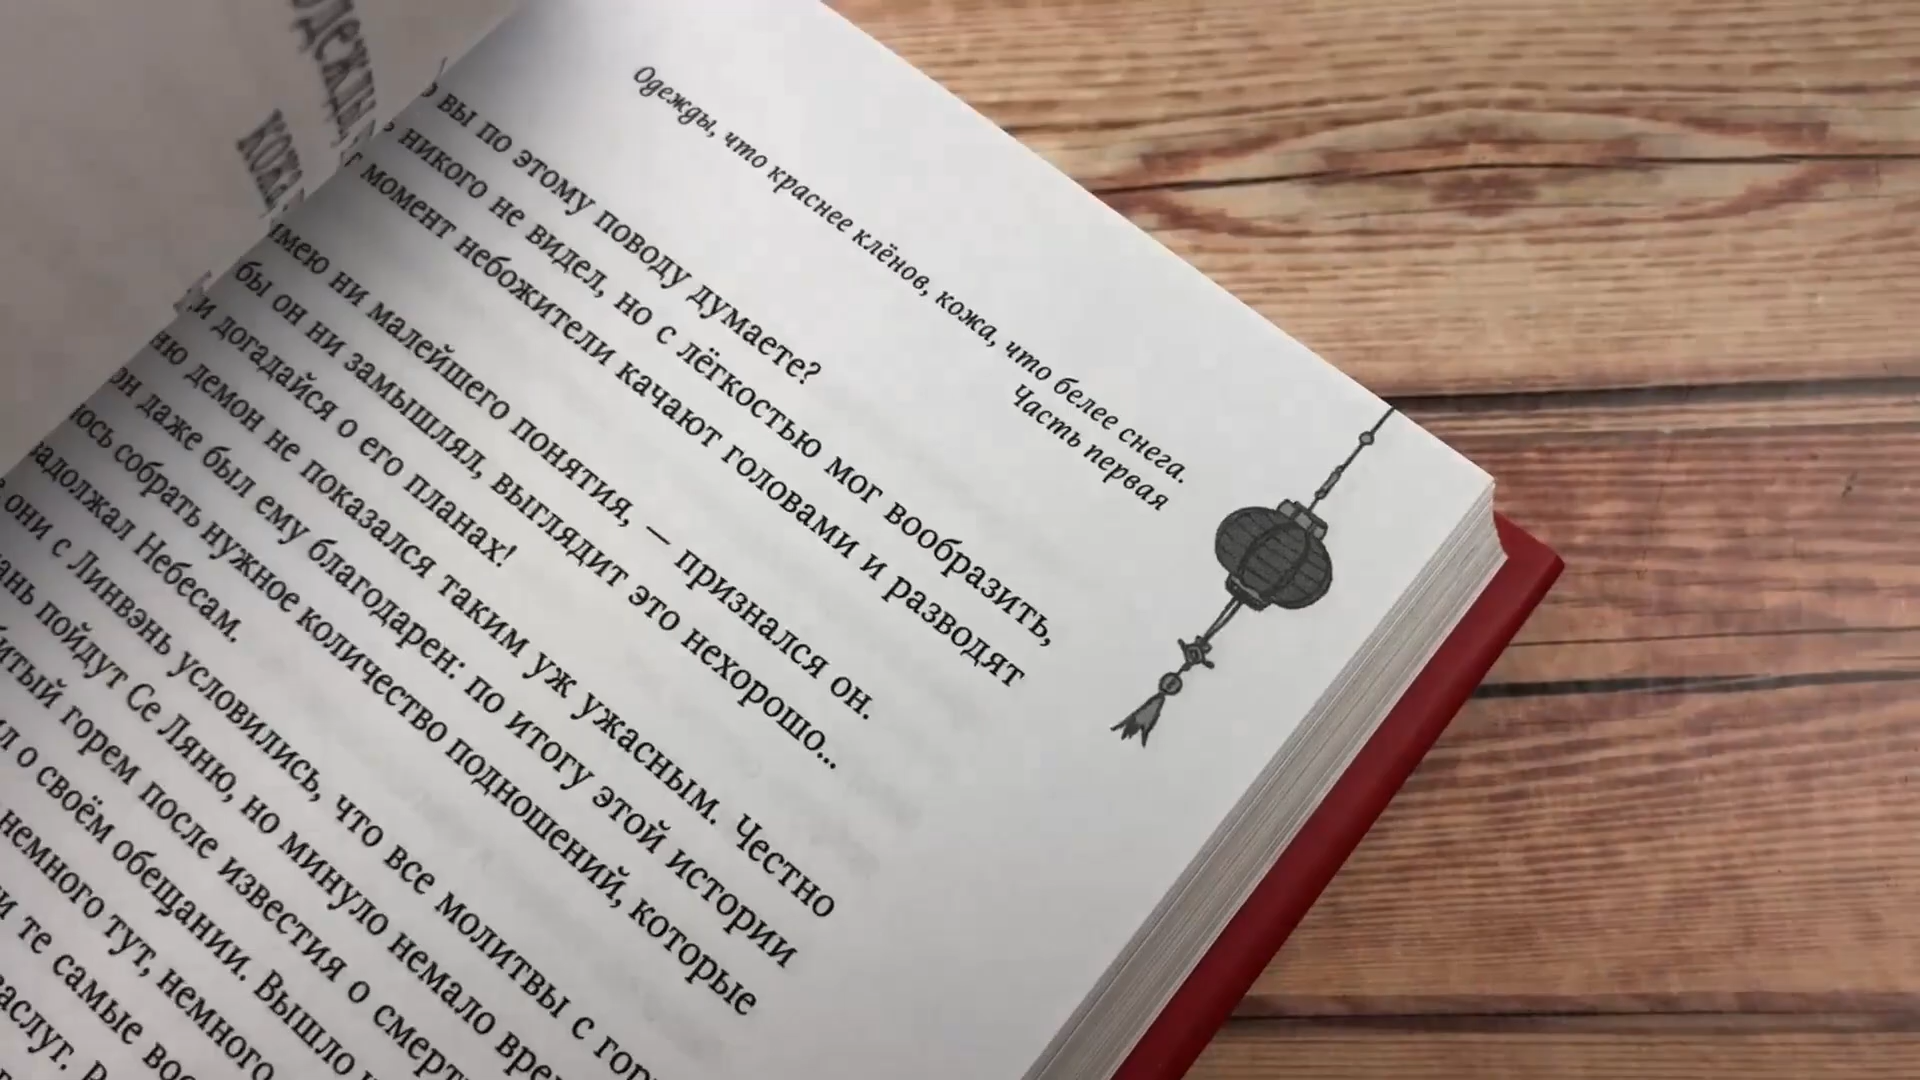 одежды,
кожа
Одежды, что краснее клёнов, кожа, что белее снега.
Часть первая
вы по этому поводу думаете?
никого не видел, но с лёгкостью мог вообразить,
момент небожители качают головами и разводят
имею ни малейшего понятия, — признался он.
бы он ни замышлял, выглядит это нехорошо...
и догадайся о его планах!
демон не показался таким уж ужасным. Честно
он даже был ему благодарен: по итогу этой истории
собрать нужное количество подношений, которые
задолжал Небесам.
они с Линвэнь условились, что все молитвы с
пойдут Се Ляню, но минуло немало
горем после известия о
о своём обещании. Вышло
немного тут, немного
те самые
заслуг.